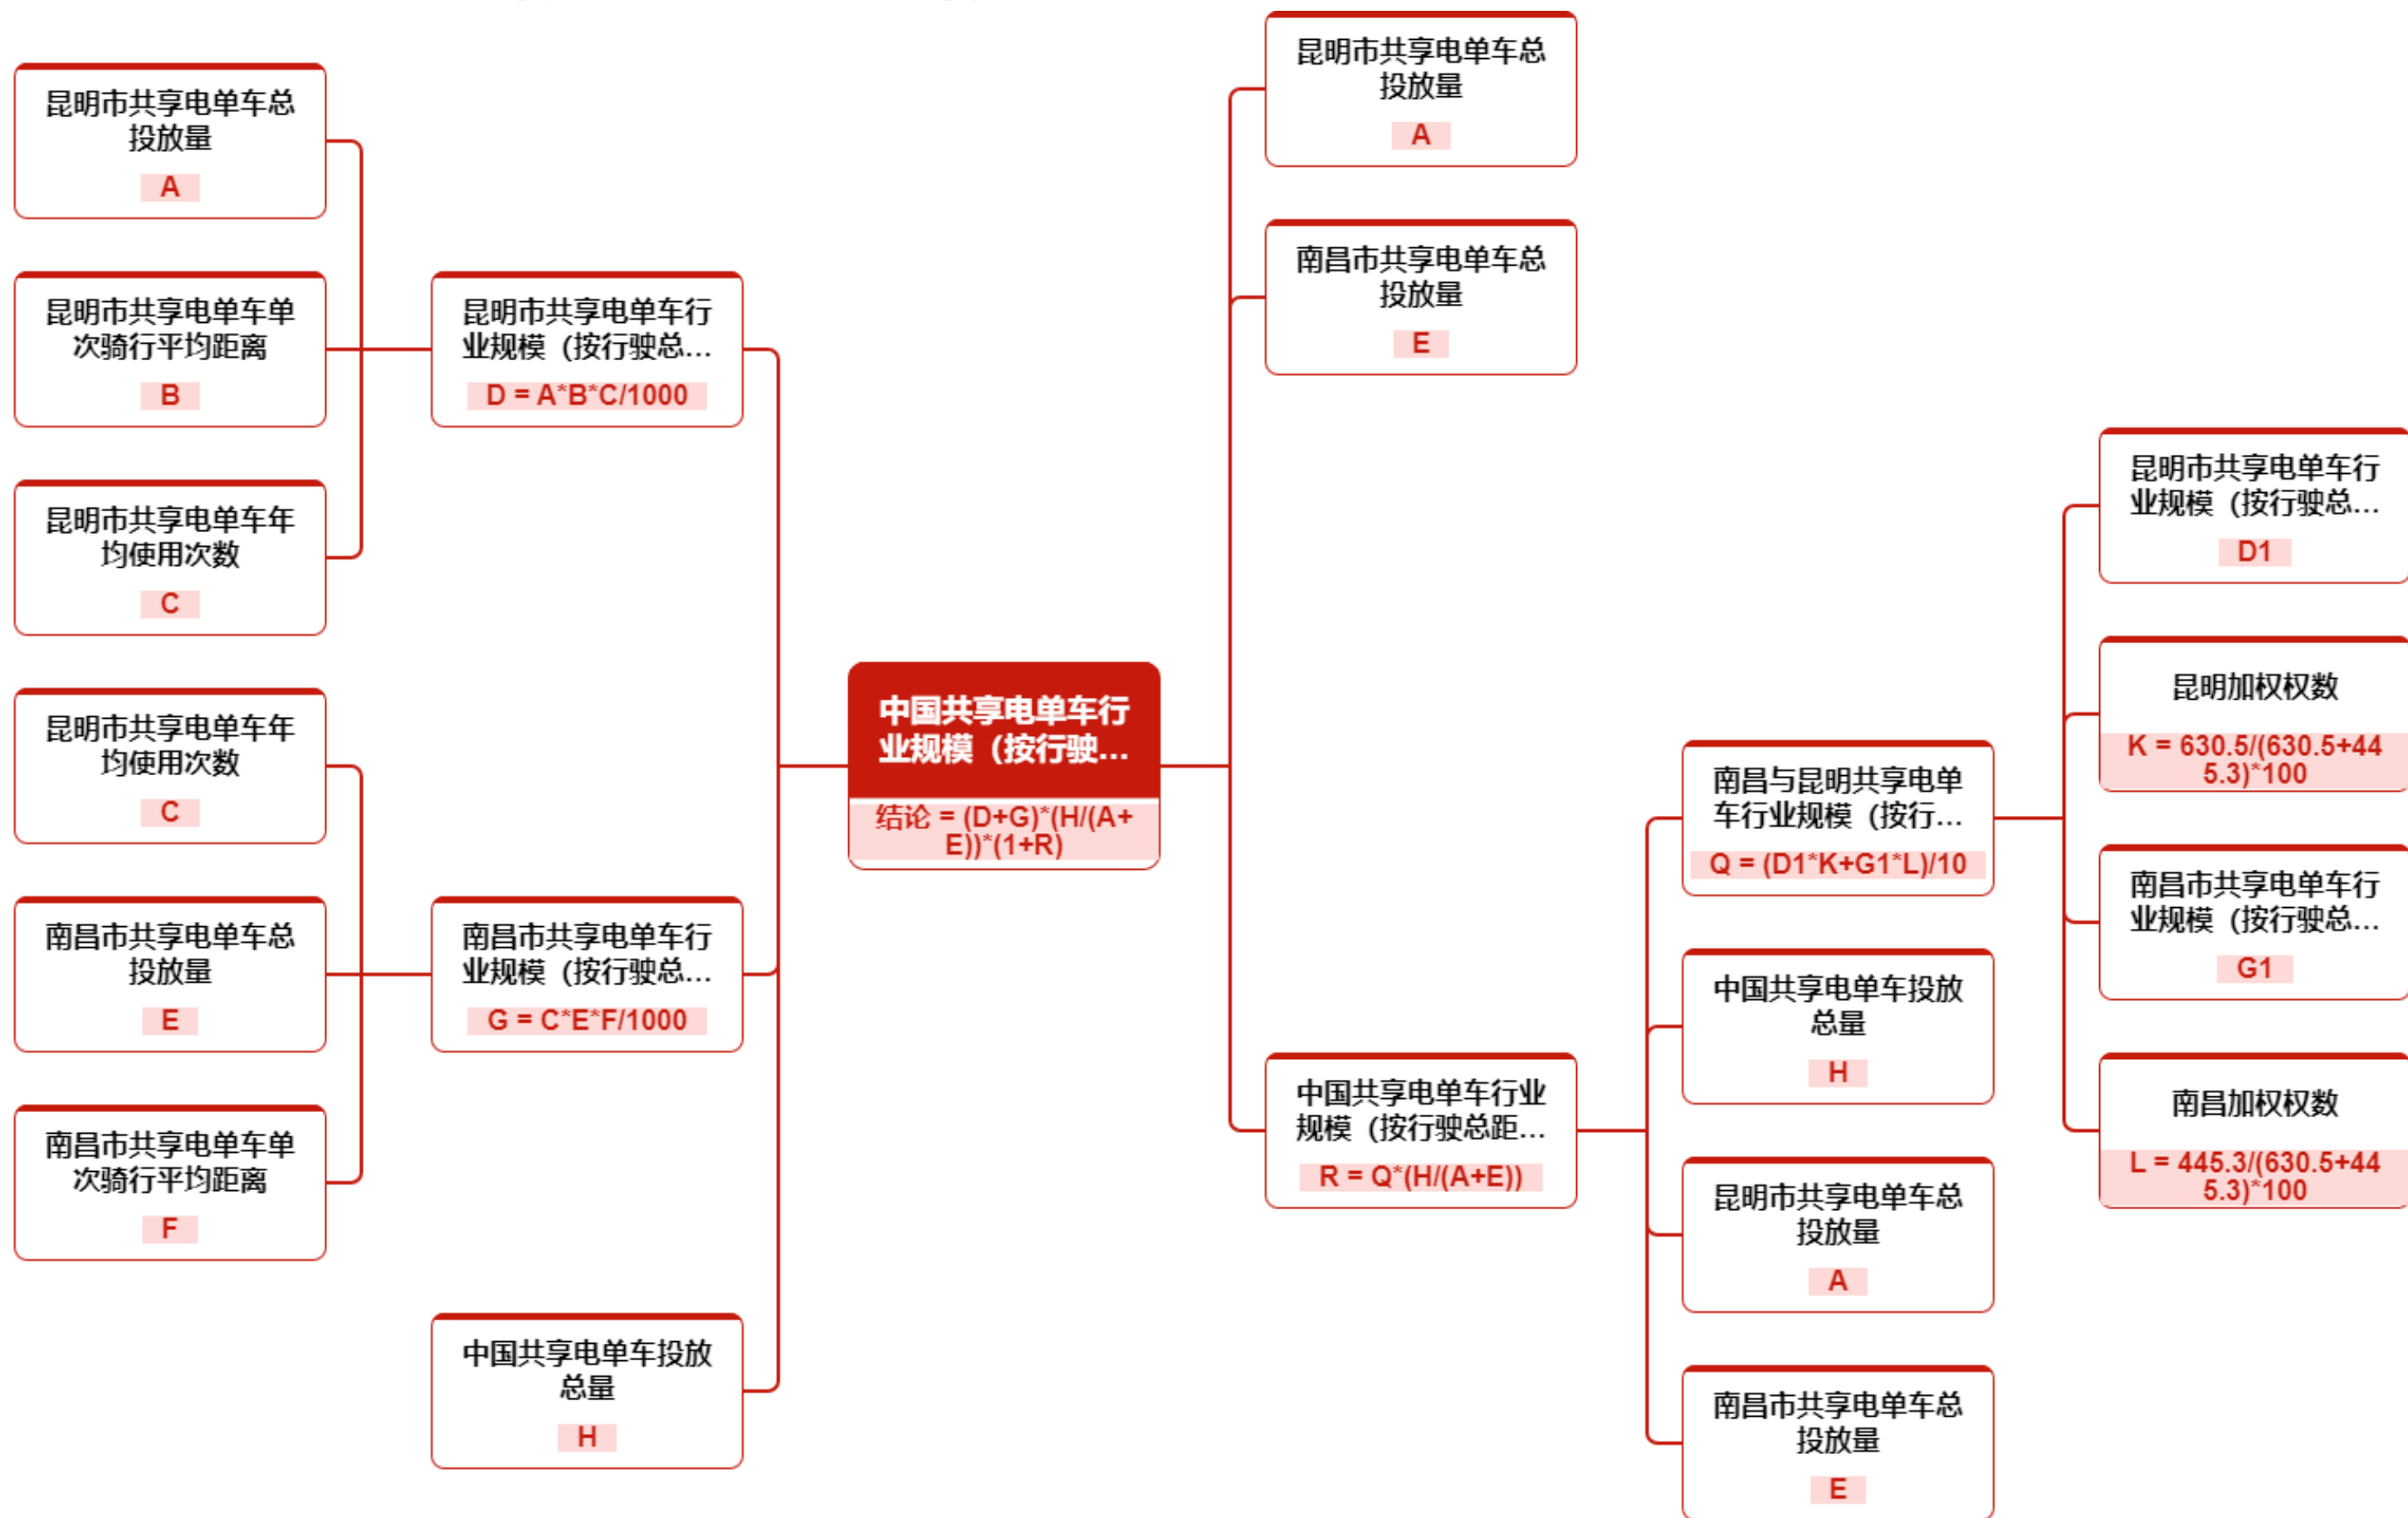 昆明市共享电单车总
投放量
A
昆明市共享电单车单
次骑行平均距离
B
昆明市共享电单车年
均使用次数
C
昆明市共享电单车年
均使用次数
C
南昌市共享电单车总
投放量
E
南昌市共享电单车单
次骑行平均距离
F
昆明市共享电单车行
业规模（按行驶总...
D = A*B*C/1000
南昌市共享电单车行
业规模（按行驶总...
G = C*E*F/1000
中国共享电单车投放
总量
H
中国共享电单车行
业规模（按行驶...
结论 = (D+G)*(H/(A+
E))*(1+R)
昆明市共享电单车总
投放量
A
南昌市共享电单车总
投放量
E
中国共享电单车行业
规模（按行驶总距...
R = Q*(H/(A+E))
南昌与昆明共享电单
车行业规模（按行...
Q = (D1*K+G1*L)/10
中国共享电单车投放
总量
H
昆明市共享电单车总
投放量
A
南昌市共享电单车总
投放量
E
昆明市共享电单车行
业规模（按行驶总...
D1
昆明加权权数
K = 630.5/(630.5+44
5.3)*100
南昌市共享电单车行
业规模（按行驶总...
G1
南昌加权权数
L = 445.3/(630.5+44
5.3)*100